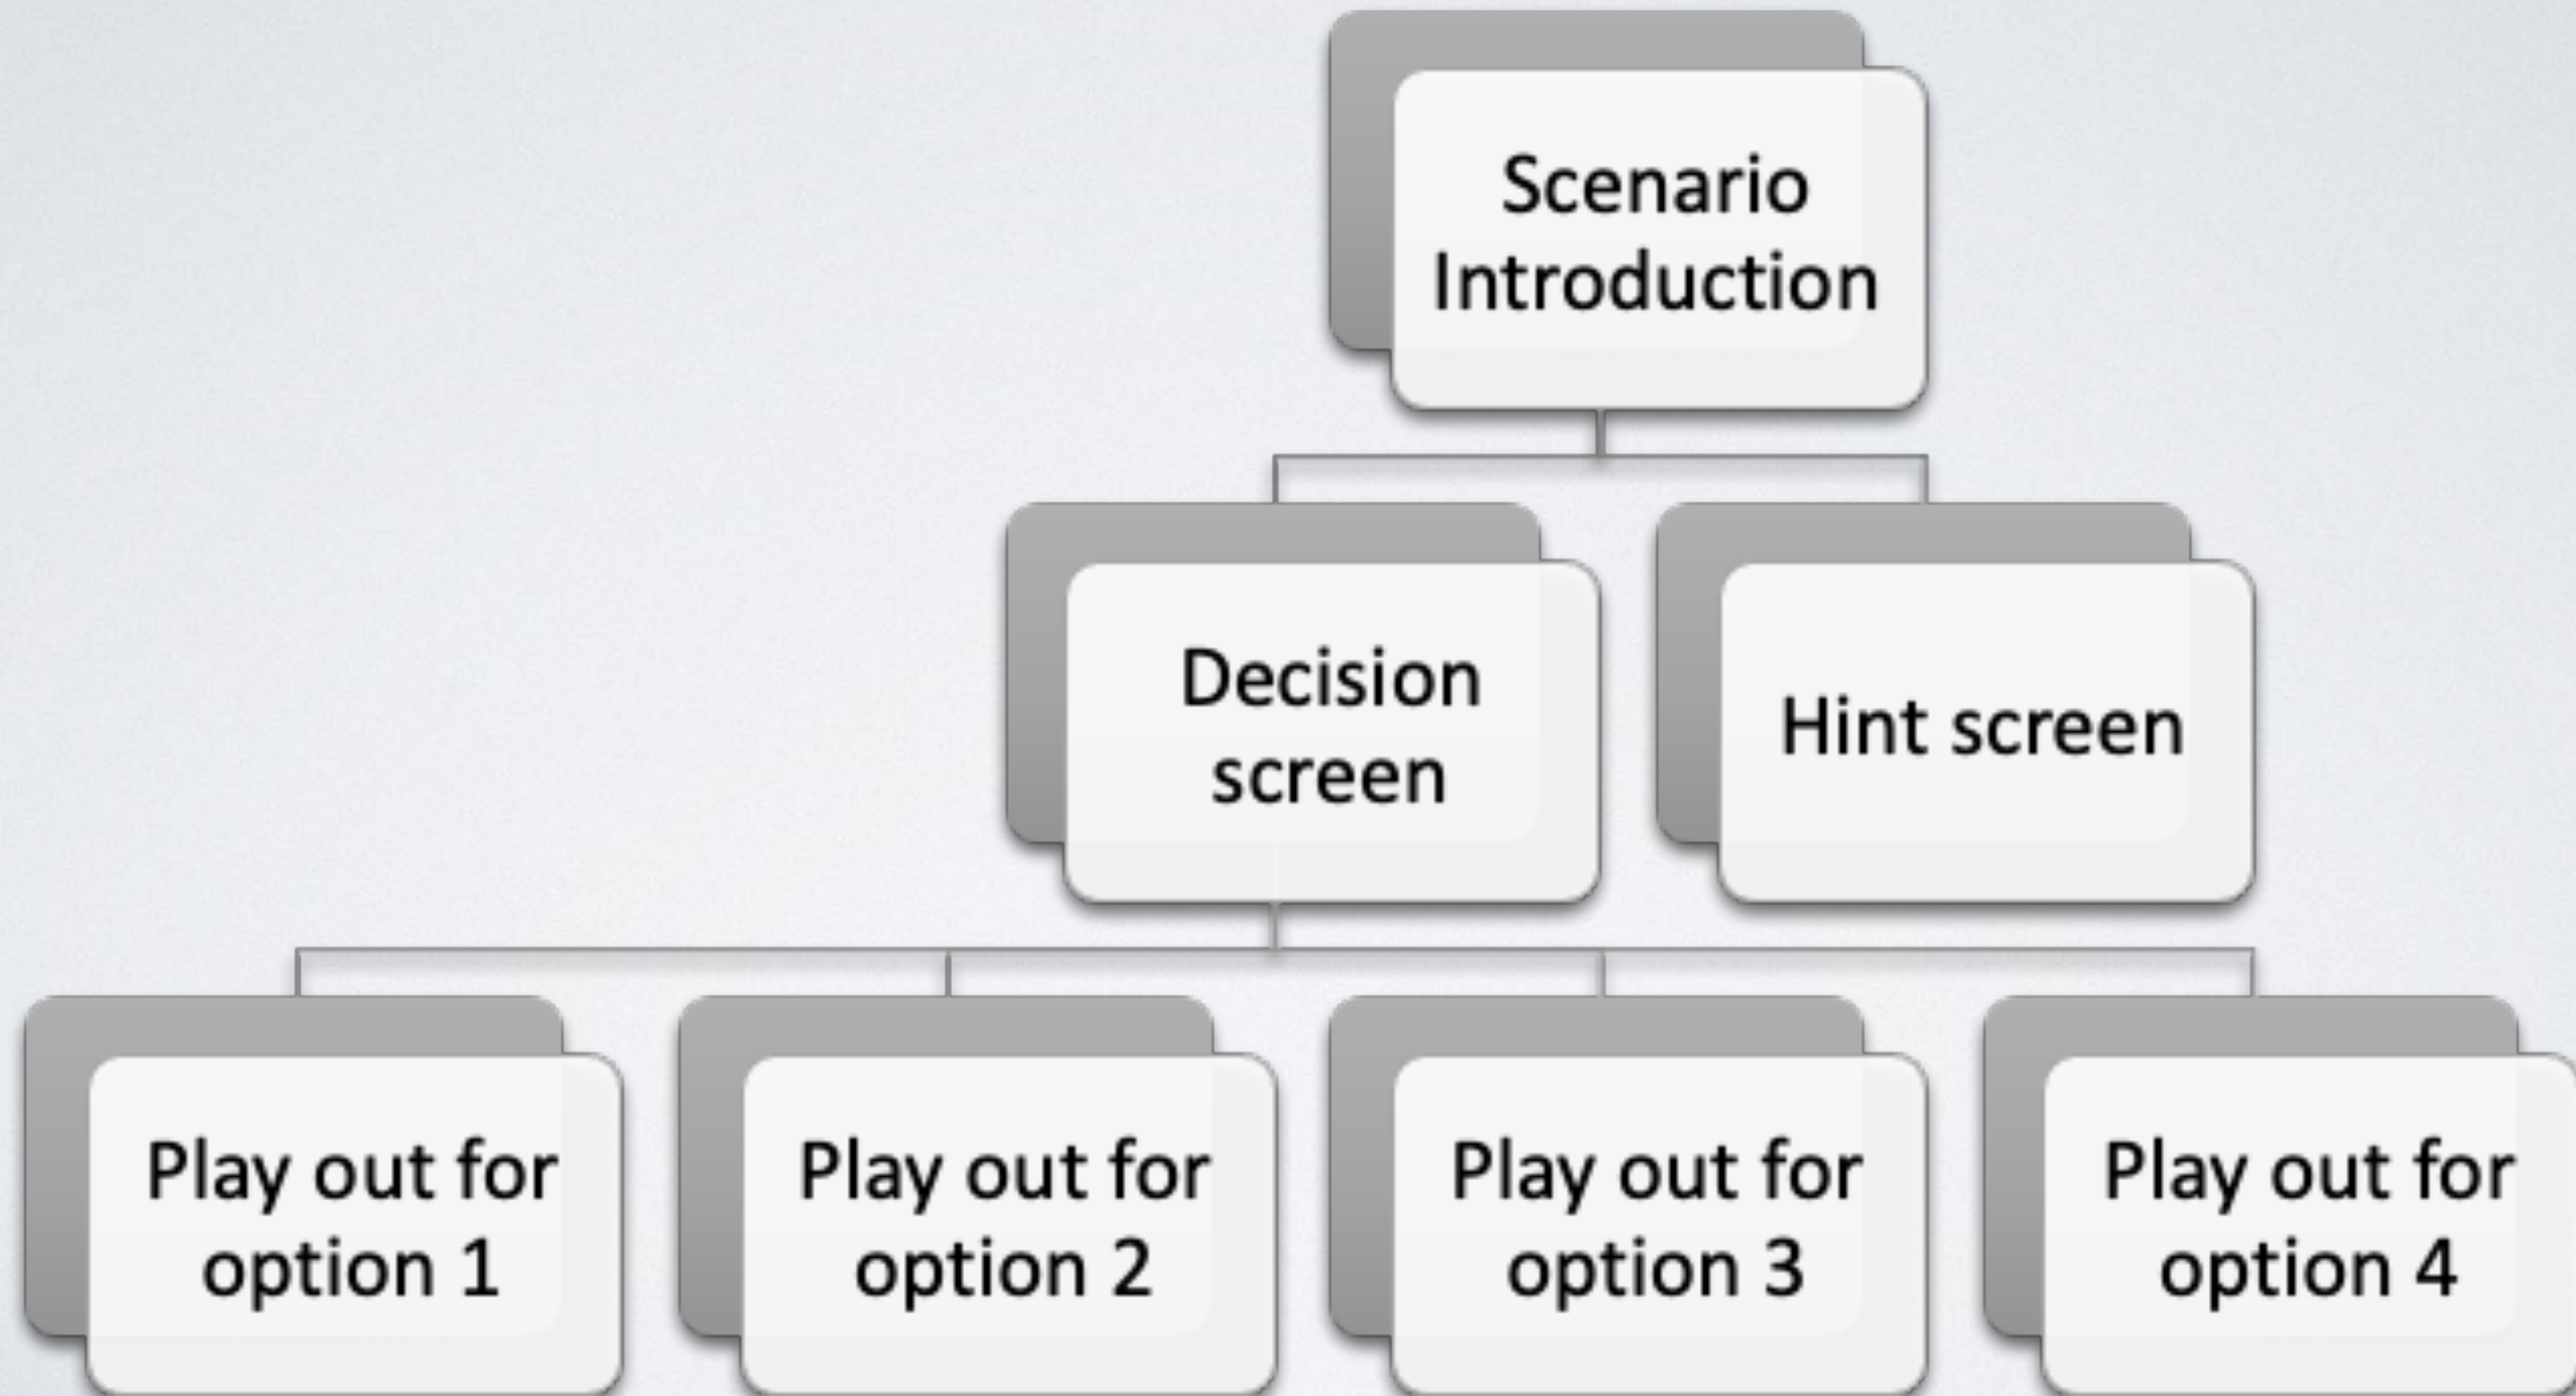 Scenario
Introduction
Decision
screen
Hint screen
Play out for
option 1
Play out for
option 2
Play out for
option 3
Play out for
option 4